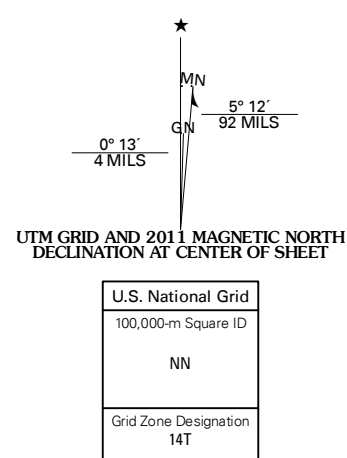 ★
MN
5° 12´
92 MILS
GN
0° 13´
4 MILS
UTM GRID AND 2011 MAGNETIC NORTH
DECLINATION AT CENTER OF SHEET
U.S. National Grid
100,000-m Square ID
NN
Grid Zone Designation
14T